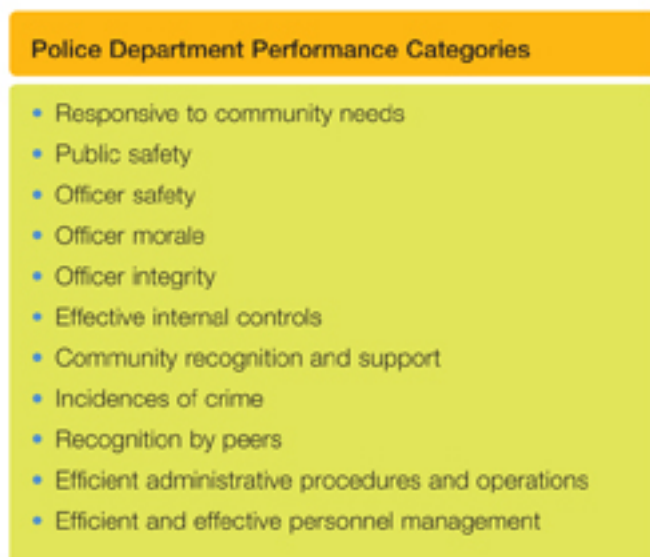 Police Department Performance Categories
• Responsive to community needs
• Public safety
• Officer safety
• Officer morale
• Officer integrity
• Effective internal controls
• Community recognition and support
• Incidences of crime
• Recognition by peers
• Efficient administrative procedures and operations
• Efficient and effective personnel management